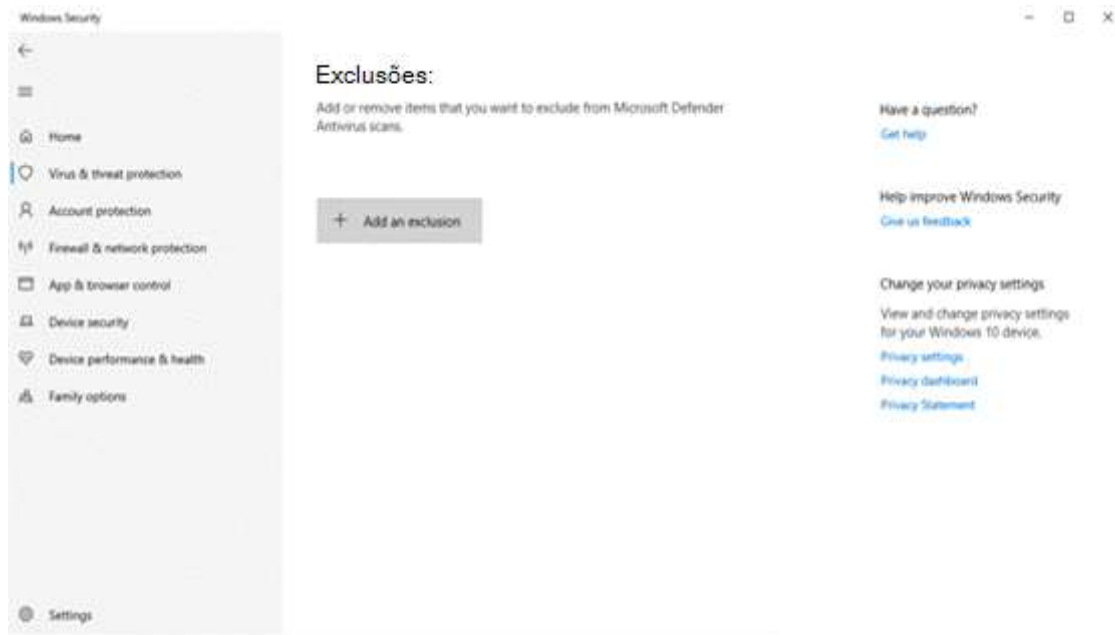 Windows Security
Home
Virus & threat protection
Account protection
Firewall & network protection
App & browser control
Device security
Device performance & health
Family options
Settings
Exclusões:
Add or remove items that you want to exclude from Microsoft Defender
Antivirus scans.
+ Add an exclusion
Have a question?
Get help
Help improve Windows Security
Give us feedback
Change your privacy settings
View and change privacy settings
for your Windows 10 device.
Privacy settings
Privacy dashboard
Privacy Statement